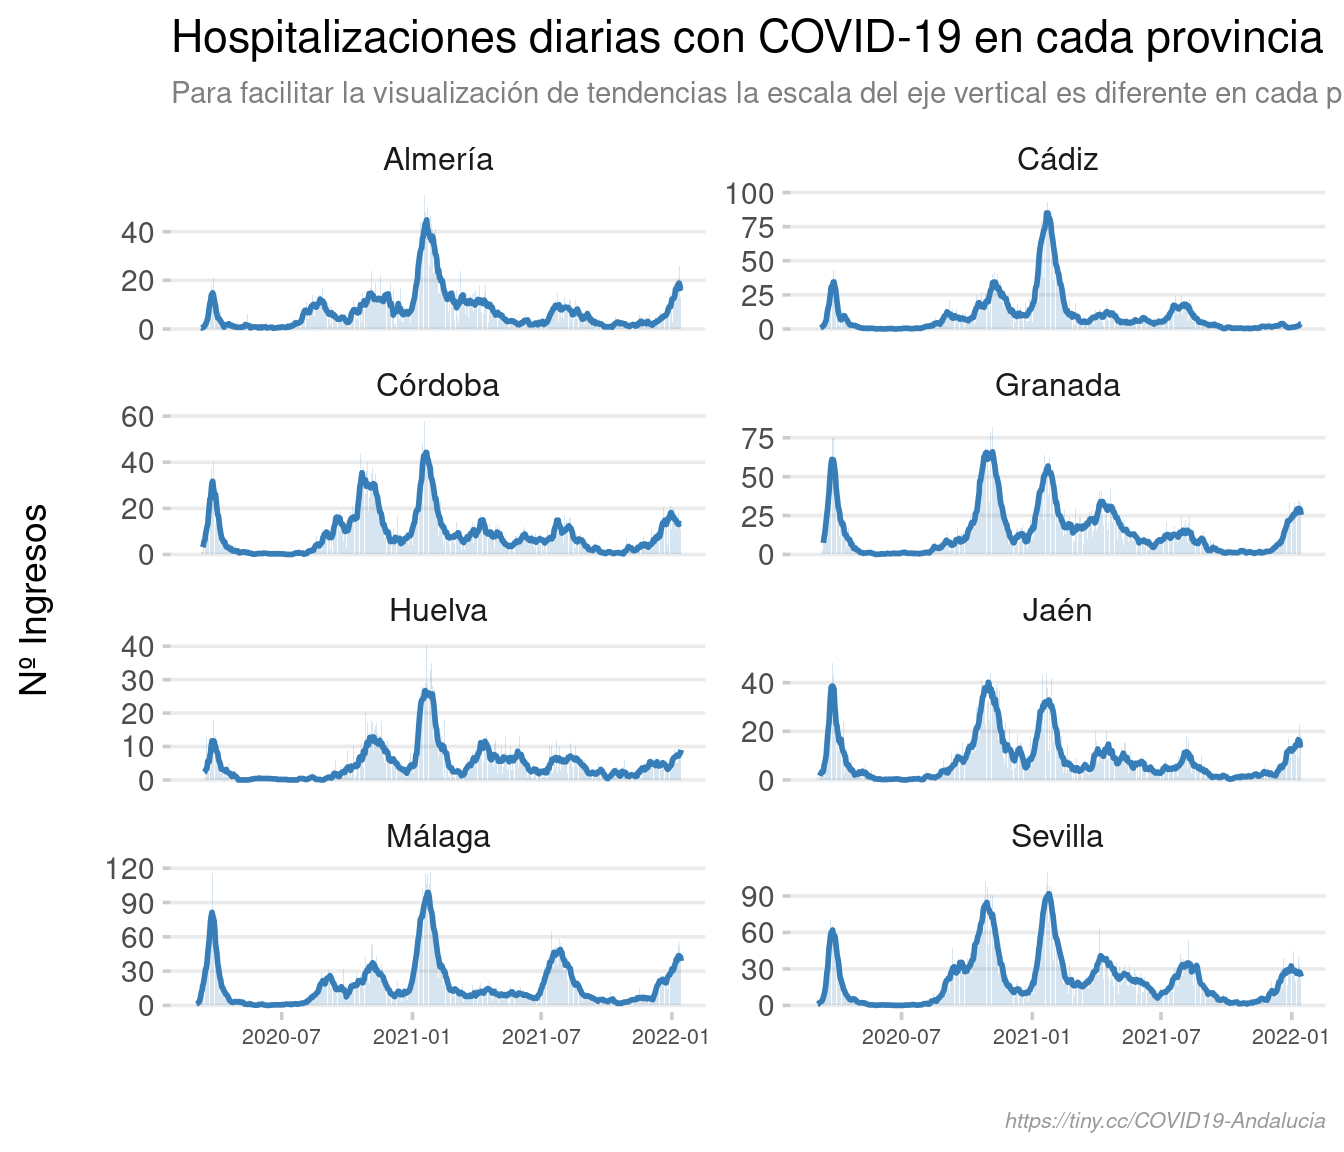 Hospitalizaciones diarias con COVID-19 en cada provincia
Para facilitar la visualización de tendencias la escala del eje vertical es diferente en cada p
Nº Ingresos
Almería
40
20
0
Cádiz
100
75
50
25
0
Córdoba
60
40
20
0
Granada
75
50
25
0
Huelva
40
30
20
10
0
Jaén
40
20
0
Málaga
120
90
60
30
0
2020-07 2021-01 2021-07 2022-01
Sevilla
90
60
30
0
2020-07 2021-01 2021-07 2022-01
https://tiny.cc/COVID19-Andalucia